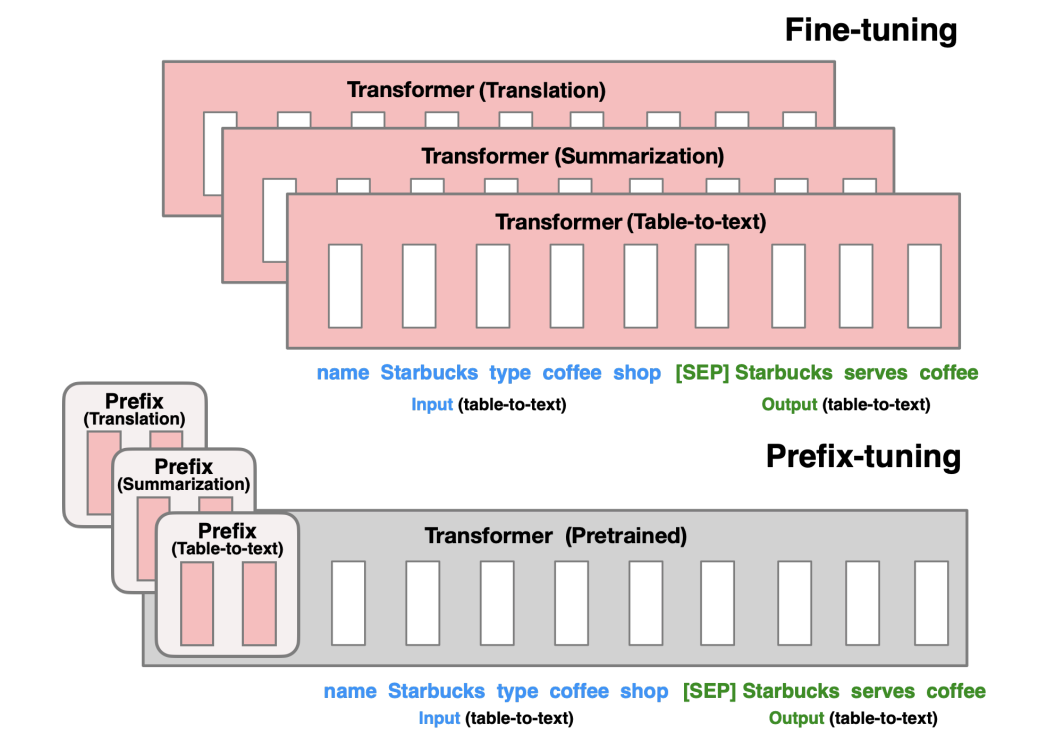 Fine-tuning
Transformer (Translation)
Transformer (Summarization)
Transformer (Table-to-text)
name Starbucks type coffee shop [SEP] Starbucks serves coffee
Input (table-to-text) Output (table-to-text)
Prefix
(Translation)
Prefix-tuning
Prefix
(Summarization)
Prefix
(Table-to-text)
Transformer (Pretrained)
name Starbucks type coffee shop [SEP] Starbucks serves coffee
Input (table-to-text) Output (table-to-text)